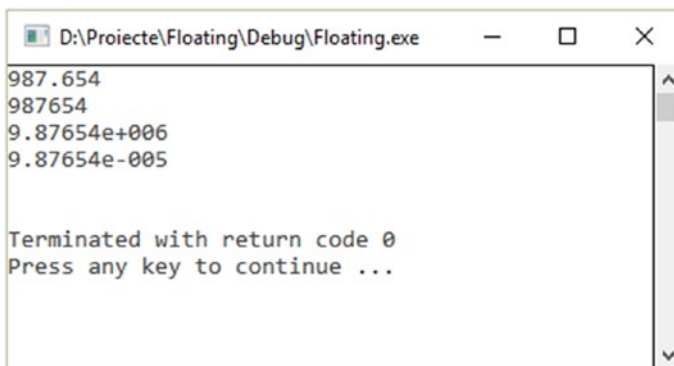 D:\Proiecte\Floating\Debug\Floating.exe
987.654
987654
9.87654e+006
9.87654e-005
Terminated with return code 0
Press any key to continue ...